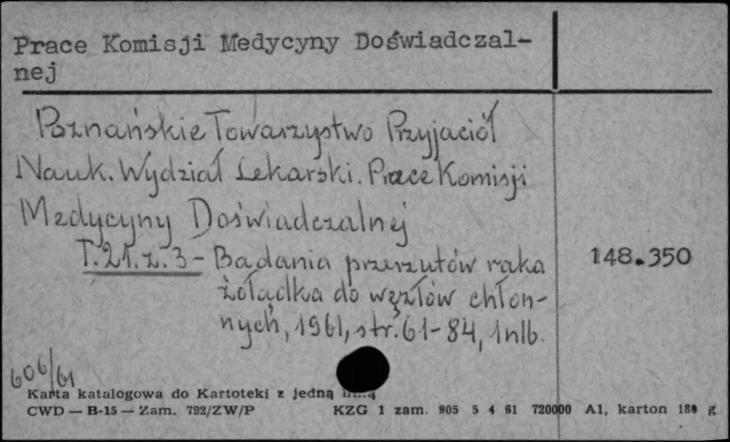 Prace Komisji Medycyny Doświadczal-
nej
Poznańskie Towarzystwo Przyjaciół
Nauk. Wydział Lekarski. Prace Komisji
Medycyny Doświadczalnej
T.21.z.3 - Badania przerzutów raka
żołądka do węzłów chłon-
nych, 1961, str. 61-84, 1 nlb.
148.350
606/61
Karta katalogowa do Kartoteki z jedną
CWD — B-15 — Zam. 792/ZW/P KZG 1 zam. 905 5 4 61 720000 A1, karton 180 g